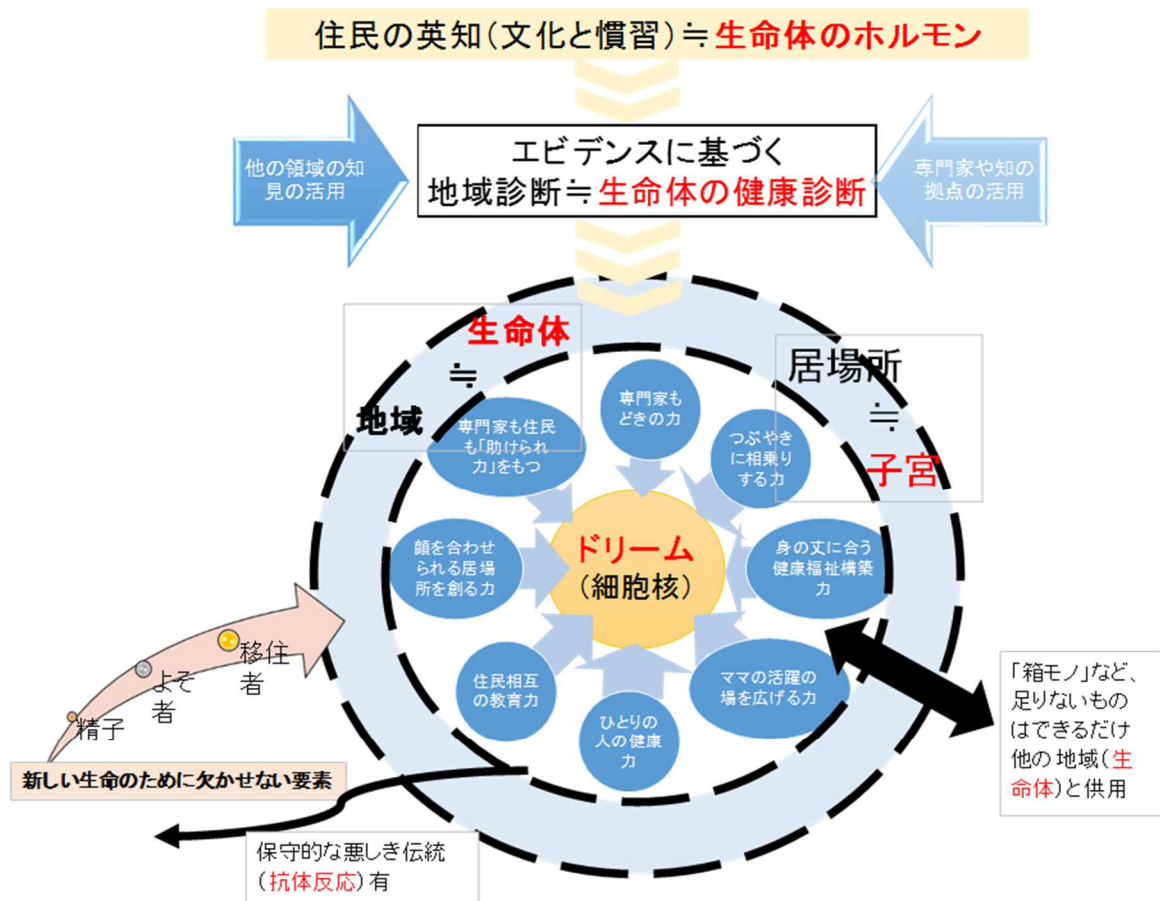 住民の英知(文化と慣習)≒生命体のホルモン
他の領域の知
見の活用
エビデンスに基づく
地域診断≒生命体の健康診断
専門家や知の
拠点の活用
生命体
≒
地域
居場所
≒
子宮
専門家も
どきの力
専門家も住民
も「助けられ
力」をもつ
つぶやき
に相乗り
する力
顔を合わせ
られる居場
所を創る力
ドリーム
(細胞核)
身の丈に合う
健康福祉構築
力
住民相互
の教育力
ひとりの
人の健康
力
ママの活躍の
場を広げる力
移住
者
よそ
者
精子
新しい生命のために欠かせない要素
「箱モノ」など、
足りないもの
はできるだけ
他の地域(生
命体)と供用
保守的な悪しき伝統
(抗体反応)有